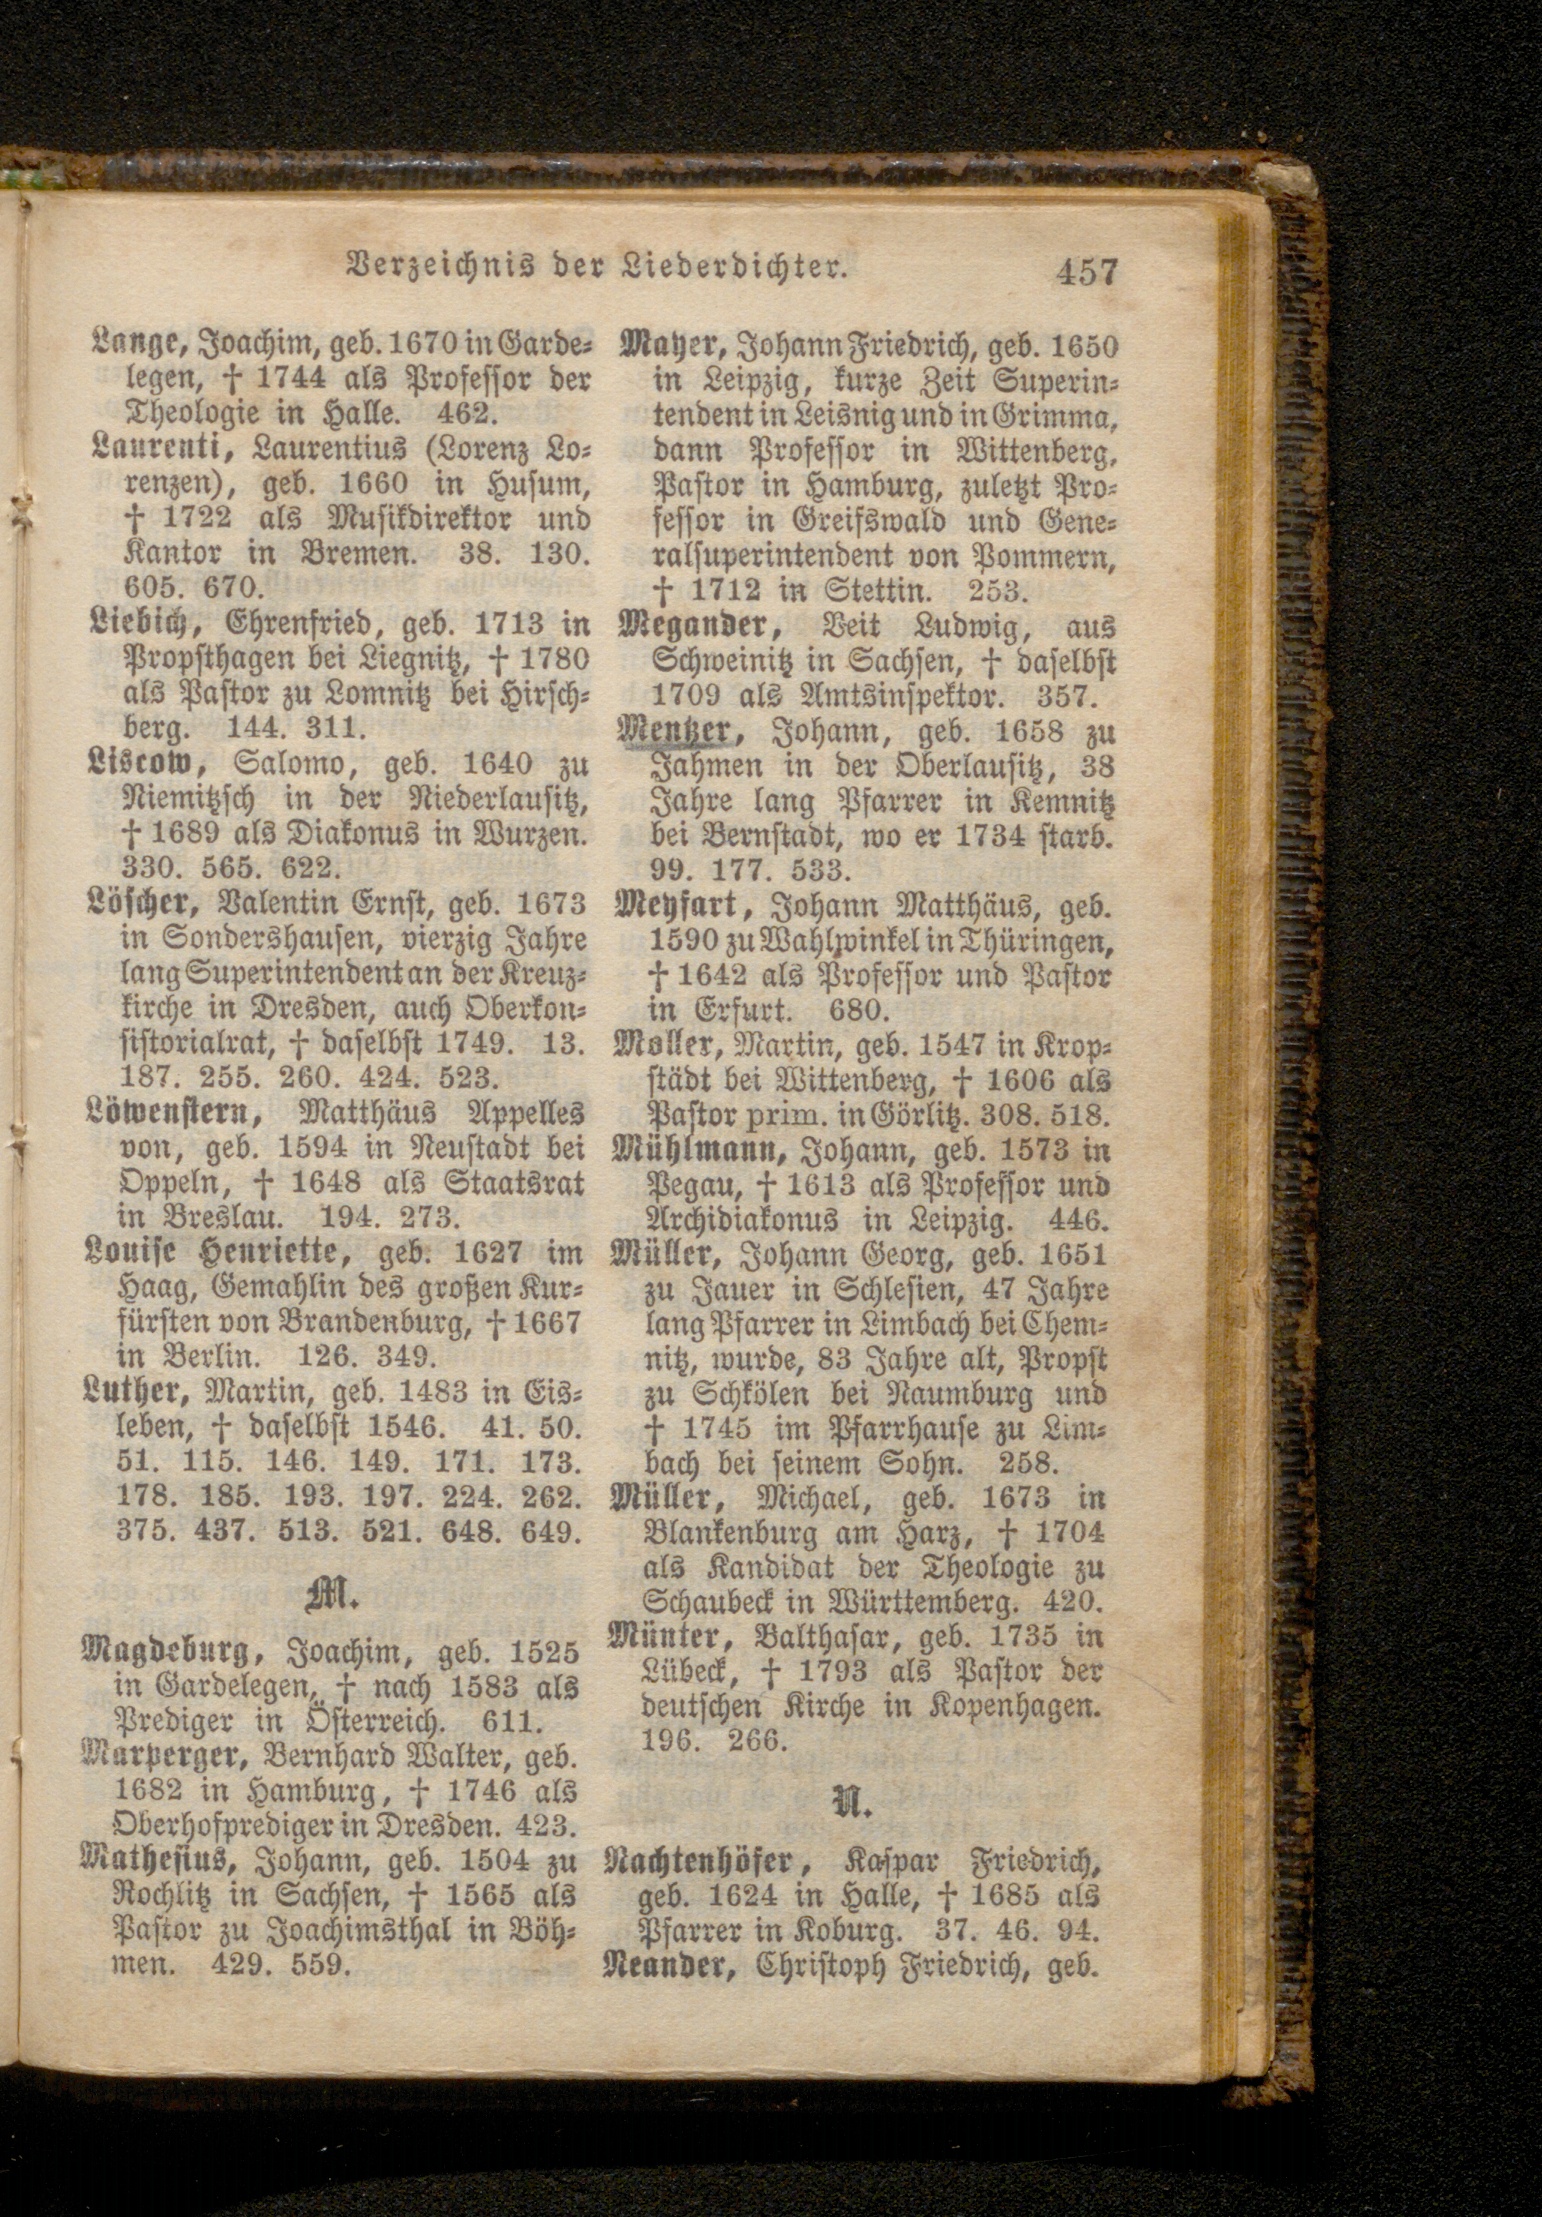 Verzeichnis der Liederdichter. 457
Lange, Joachim, geb. 1670 in Garde-
legen, † 1744 als Professor der
Theologie in Halle. 462.
Laurenti, Laurentius (Lorenz Lo-
renzen), geb. 1660 in Husum,
† 1722 als Musikdirektor und
Kantor in Bremen. 38. 130.
605. 670.
Liebich, Ehrenfried, geb. 1713 in
Propsthagen bei Liegnitz, † 1780
als Pastor zu Lomnitz bei Hirsch-
berg. 144. 311.
Liscow, Salomo, geb. 1640 zu
Niemitzsch in der Niederlausitz,
† 1689 als Diakonus in Wurzen.
330. 565. 622.
Löscher, Valentin Ernst, geb. 1673
in Sondershausen, vierzig Jahre
lang Superintendent an der Kreuz-
kirche in Dresden, auch Oberkon-
sistorialrat, † daselbst 1749. 13.
187. 255. 260. 424. 523.
Löwenstern, Matthäus Appelles
von, geb. 1594 in Neustadt bei
Oppeln, † 1648 als Staatsrat
in Breslau. 194. 273.
Louise Henriette, geb. 1627 im
Haag, Gemahlin des großen Kur-
fürsten von Brandenburg, † 1667
in Berlin. 126. 349.
Luther, Martin, geb. 1483 in Eis-
leben, † daselbst 1546. 41. 50.
51. 115. 146. 149. 171. 173.
178. 185. 193. 197. 224. 262.
375. 437. 513. 521. 648. 649.
M.
Magdeburg, Joachim, geb. 1525
in Gardelegen, † nach 1583 als
Prediger in Österreich. 611.
Marperger, Bernhard Walter, geb.
1682 in Hamburg, † 1746 als
Oberhofprediger in Dresden. 423.
Mathesius, Johann, geb. 1504 zu
Rochlitz in Sachsen, † 1565 als
Pastor zu Joachimsthal in Böh-
men. 429. 559.
Mayer, Johann Friedrich, geb. 1650
in Leipzig, kurze Zeit Superin-
tendent in Leisnig und in Grimma,
dann Professor in Wittenberg,
Pastor in Hamburg, zuletzt Pro-
fessor in Greifswald und Gene-
ralsuperintendent von Pommern,
† 1712 in Stettin. 253.
Megander, Veit Ludwig, aus
Schweinitz in Sachsen, † daselbst
1709 als Amtsinspektor. 357.
Mentzer, Johann, geb. 1658 zu
Jahmen in der Oberlausitz, 38
Jahre lang Pfarrer in Kemnitz
bei Bernstadt, wo er 1734 starb.
99. 177. 533.
Meyfart, Johann Matthäus, geb.
1590 zu Wahlwinkel in Thüringen,
† 1642 als Professor und Pastor
in Erfurt. 680.
Moller, Martin, geb. 1547 in Krop-
städt bei Wittenberg, † 1606 als
Pastor prim. in Görlitz. 308. 518.
Mühlmann, Johann, geb. 1573 in
Pegau, † 1613 als Professor und
Archidiakonus in Leipzig. 446.
Müller, Johann Georg, geb. 1651
zu Jauer in Schlesien, 47 Jahre
lang Pfarrer in Limbach bei Chem-
nitz, wurde, 83 Jahre alt, Propst
zu Schkölen bei Naumburg und
† 1745 im Pfarrhause zu Lim-
bach bei seinem Sohn. 258.
Müller, Michael, geb. 1673 in
Blankenburg am Harz, † 1704
als Kandidat der Theologie zu
Schaubeck in Württemberg. 420.
Münter, Balthasar, geb. 1735 in
Lübeck, † 1793 als Pastor der
deutschen Kirche in Kopenhagen.
196. 266.
N.
Nachtenhöfer, Kaspar Friedrich,
geb. 1624 in Halle, † 1685 als
Pfarrer in Koburg. 37. 46. 94.
Neander, Christoph Friedrich, geb.